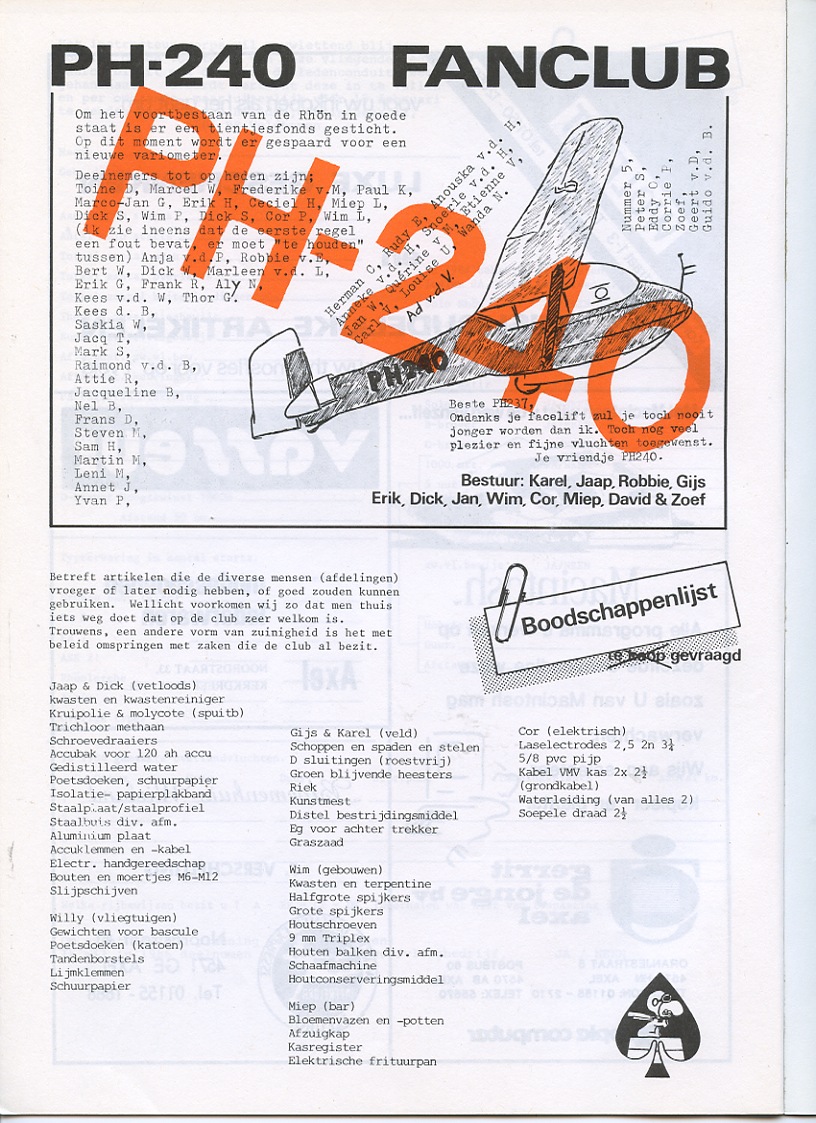 PH-240 FANCLUB
Om het voortbestaan van de Rhön in goede
staat is er een tientjesfonds gesticht.
Op dit moment wordt er gespaard voor een
nieuwe variometer.
Deelnemers tot op heden zijn;
Toine D, Marcel W, Frederike v.M, Paul K,
Marco-Jan G, Erik H, Ceciel H, Miep L,
Dick S, Wim P, Dick S, Cor P, Wim L,
(ik zie ineens dat de eerste regel
een fout bevat, er moet "te houden"
tussen) Anja v.d.P, Robbie v.E,
Bert W, Dick W, Marleen v.d. L,
Erik G, Frank R, Aly N,
Kees v.d. W, Thor G.
Kees d. B,
Saskia W,
Jacq T,
Mark S,
Raimond v.d. B,
Attie R,
Jacqueline B,
Nel B,
Frans D,
Steven M,
Sam H,
Martin M,
Leni M,
Annet J,
Yvan P,
Herman C, Rudy E, Anouska v.d. H,
Anneke v.d. H, Snoerie v.d. H,
Jan W, Quérine v. M, Etienne V,
Carl V, Louise U, Wanda N.
Ad v.d. V.
Nummer 5,
Peter S,
Eddy O,
Corrie P,
Zoef,
Geert v.D,
Guido v.d. B.
PH-240
PH240
Beste PH237,
Ondanks je facelift zul je toch nooit
jonger worden dan ik. Toch nog veel
plezier en fijne vluchten toegewenst.
Je vriendje PH240.
Bestuur: Karel, Jaap, Robbie, Gijs
Erik, Dick, Jan, Wim, Cor, Miep, David & Zoef
Betreft artikelen die de diverse mensen (afdelingen)
vroeger of later nodig hebben, of goed zouden kunnen
gebruiken. Wellicht voorkomen wij zo dat men thuis
iets weg doet dat op de club zeer welkom is.
Trouwens, een andere vorm van zuinigheid is het met
beleid omspringen met zaken die de club al bezit.
Boodschappenlijst
te koop gevraagd
Jaap & Dick (vetloods)
kwasten en kwastenreiniger
Kruipolie & molycote (spuitb)
Trichloor methaan
Schroevedraaiers
Accubak voor 120 ah accu
Gedistilleerd water
Poetsdoeken, schuurpapier
Isolatie- papierplakband
Staalplaat/staalprofiel
Staalbuis div. afm.
Aluminium plaat
Accuklemmen en -kabel
Electr. handgereedschap
Bouten en moertjes M6-M12
Slijpschijven
Willy (vliegtuigen)
Gewichten voor bascule
Poetsdoeken (katoen)
Tandenborstels
Lijmklemmen
Schuurpapier
Gijs & Karel (veld)
Schoppen en spaden en stelen
D sluitingen (roestvrij)
Groen blijvende heesters
Riek
Kunstmest
Distel bestrijdingsmiddel
Eg voor achter trekker
Graszaad
Wim (gebouwen)
Kwasten en terpentine
Halfgrote spijkers
Grote spijkers
Houtschroeven
9 mm Triplex
Houten balken div. afm.
Schaafmachine
Houtconserveringsmiddel
Miep (bar)
Bloemenvazen en -potten
Afzuigkap
Kasregister
Elektrische frituurpan
Cor (elektrisch)
Laselectrodes 2,5 2n 3¼
5/8 pvc pijp
Kabel VMV kas 2x 2½
(grondkabel)
Waterleiding (van alles 2)
Soepele draad 2½